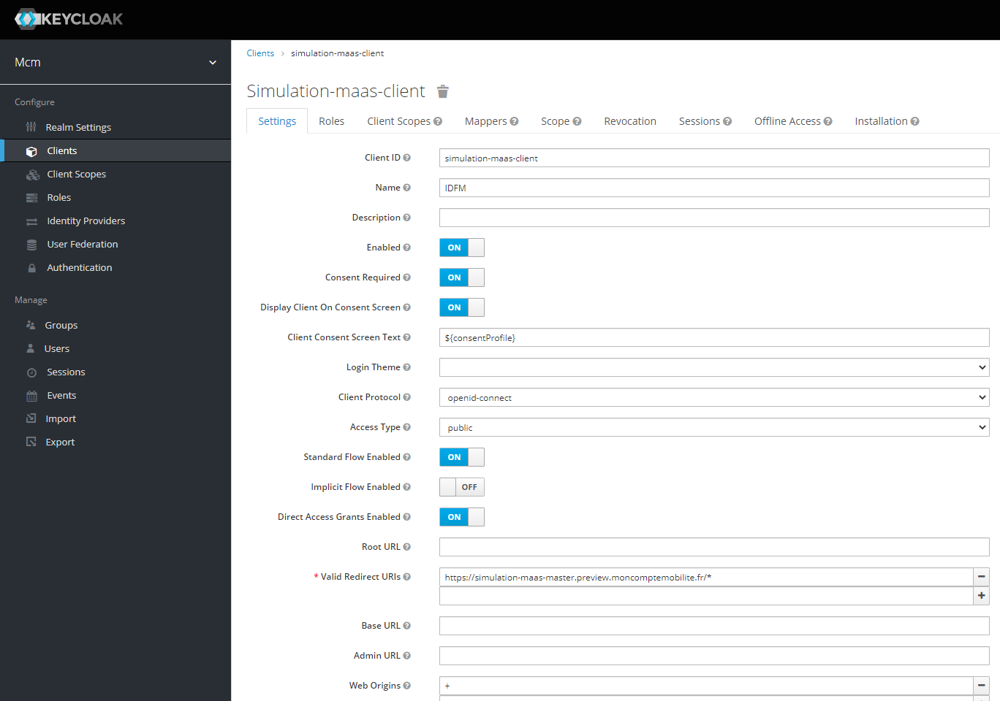 KEYCLOAK
Mcm
Configure
Realm Settings
Clients
Client Scopes
Roles
Identity Providers
User Federation
Authentication
Manage
Groups
Users
Sessions
Events
Import
Export
Clients › simulation-maas-client
Simulation-maas-client
Settings Roles Client Scopes Mappers Scope Revocation Sessions Offline Access Installation
Client ID simulation-maas-client
Name IDFM
Description
Enabled ON
Consent Required ON
Display Client On Consent Screen ON
Client Consent Screen Text ${consentProfile}
Login Theme
Client Protocol openid-connect
Access Type public
Standard Flow Enabled ON
Implicit Flow Enabled OFF
Direct Access Grants Enabled ON
Root URL
* Valid Redirect URIs https://simulation-maas-master.preview.moncomptemobilite.fr/*
Base URL
Admin URL
Web Origins +